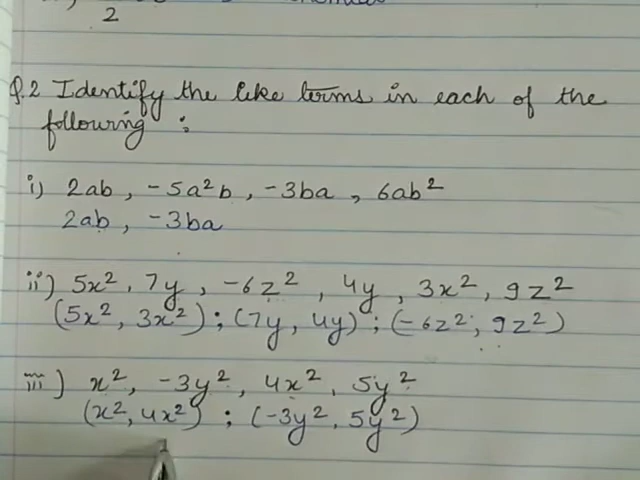 2
Q.2 Identify the like terms in each of the
following :
i) 2ab, -5a²b, -3ba, 6ab²
2ab, -3ba
ii) 5x², 7y, -6z², 4y, 3x², 9z²
(5x², 3x²) ; (7y, 4y) ; (-6z², 9z²)
iii) x², -3y², 4x², 5y²
(x², 4x²) ; (-3y², 5y²)